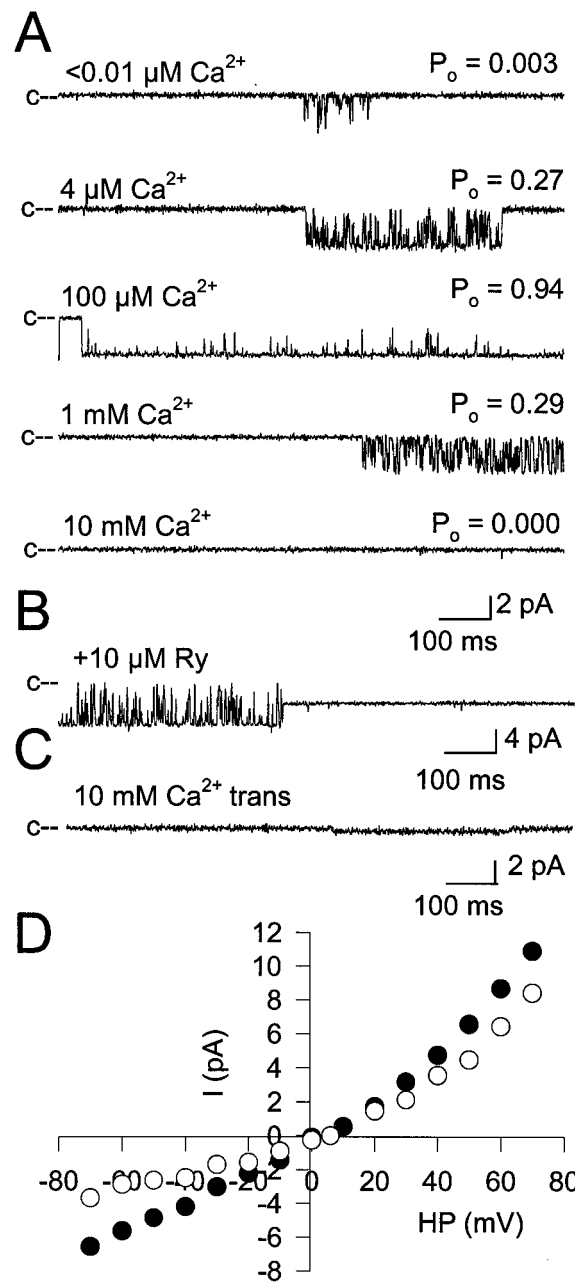 A
<0.01 µM Ca2+ Po = 0.003
c--
4 µM Ca2+ Po = 0.27
c--
100 µM Ca2+ Po = 0.94
c--
1 mM Ca2+ Po = 0.29
c--
10 mM Ca2+ Po = 0.000
c--
2 pA
100 ms
B
+10 µM Ry
c--
4 pA
100 ms
C
10 mM Ca2+ trans
c--
2 pA
100 ms
D
12
10
8
6
4
2
0
I (pA)
-80 -60 -40 -20 0 20 40 60 80
-2
-4
-6
-8
HP (mV)